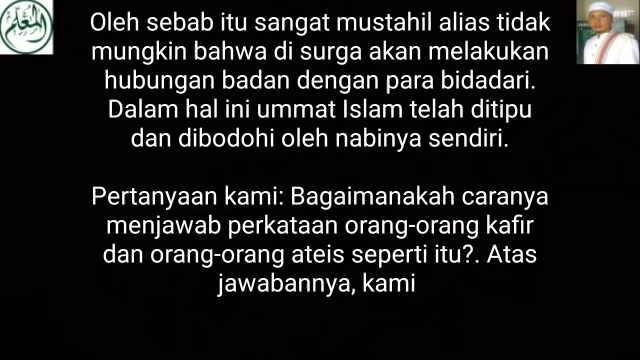 المعلم
Oleh sebab itu sangat mustahil alias tidak
mungkin bahwa di surga akan melakukan
hubungan badan dengan para bidadari.
Dalam hal ini ummat Islam telah ditipu
dan dibodohi oleh nabinya sendiri.
Pertanyaan kami: Bagaimanakah caranya
menjawab perkataan orang-orang kafir
dan orang-orang ateis seperti itu?. Atas
jawabannya, kami